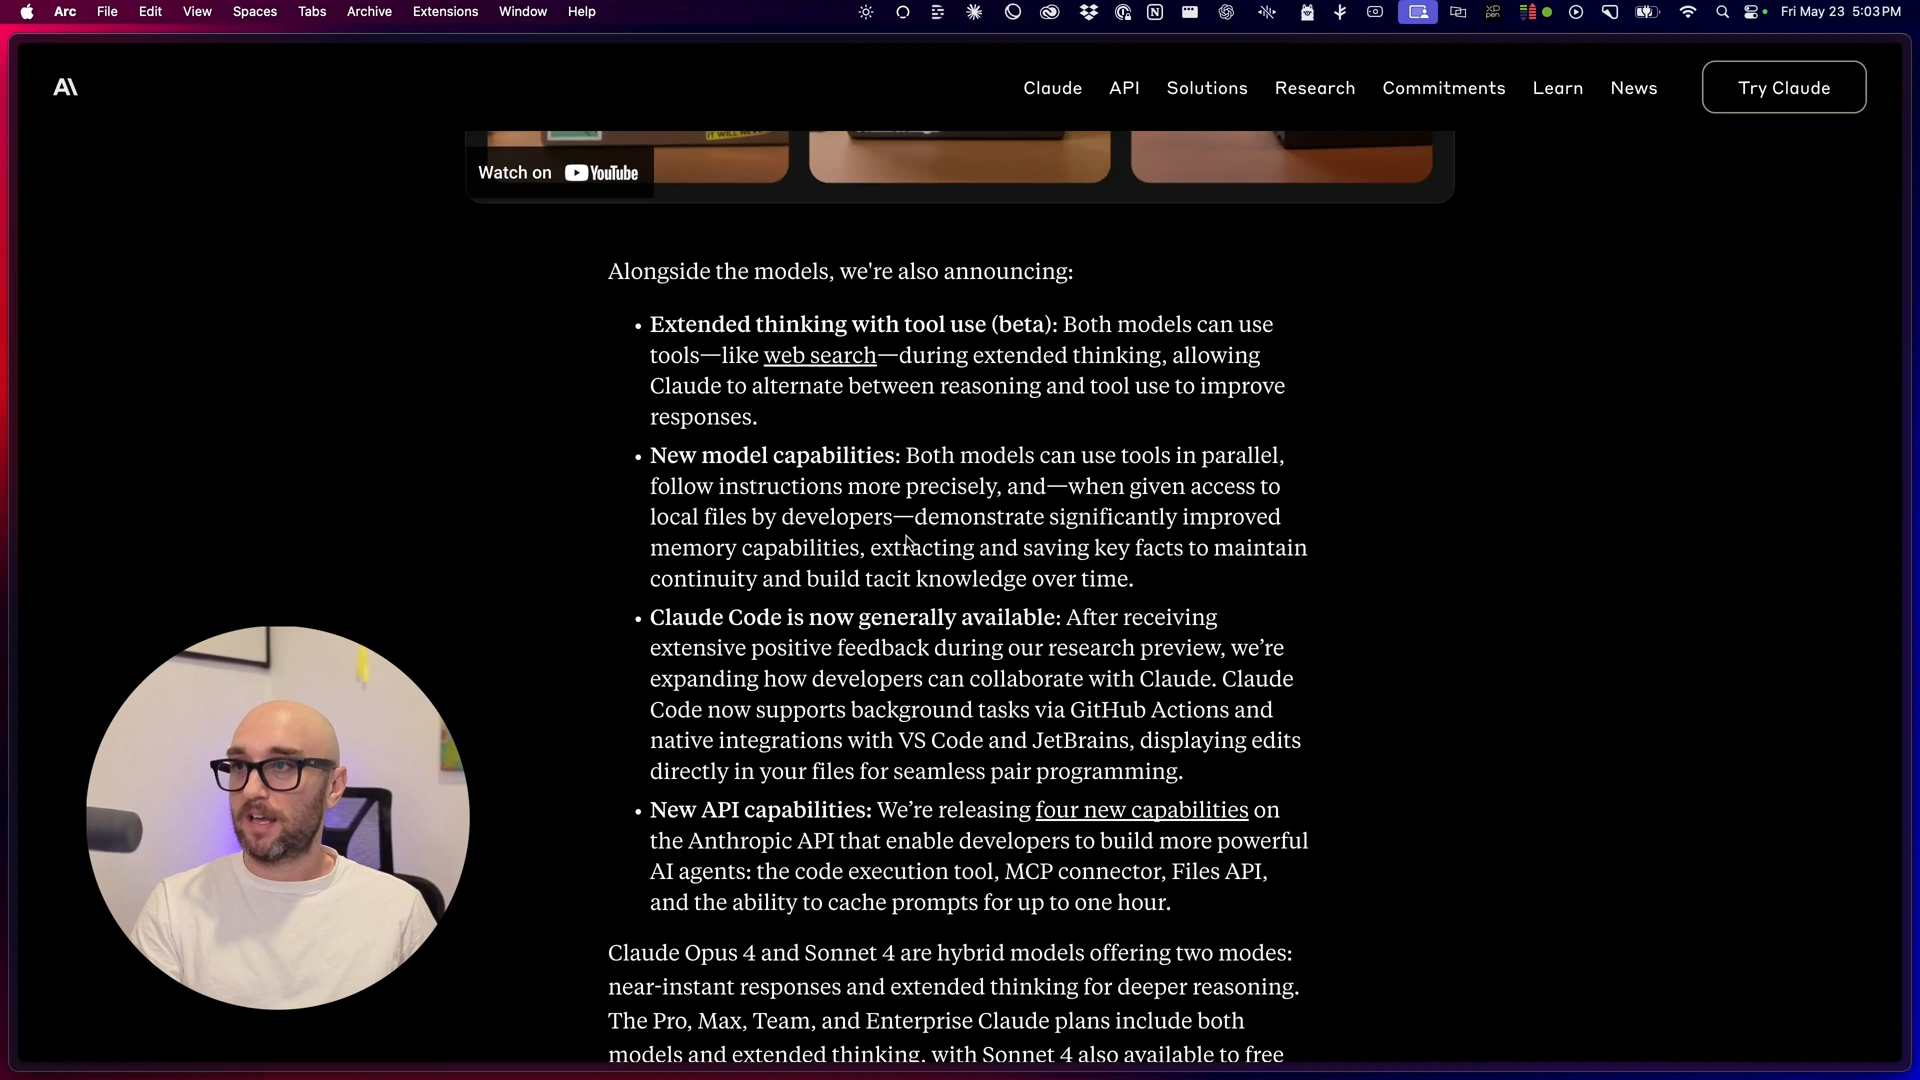 Arc File Edit View Spaces Tabs Archive Extensions Window Help Fri May 23 5:03 PM
A\ Claude API Solutions Research Commitments Learn News Try Claude
Watch on YouTube
Alongside the models, we're also announcing:
• Extended thinking with tool use (beta): Both models can use
tools—like web search—during extended thinking, allowing
Claude to alternate between reasoning and tool use to improve
responses.
• New model capabilities: Both models can use tools in parallel,
follow instructions more precisely, and—when given access to
local files by developers—demonstrate significantly improved
memory capabilities, extracting and saving key facts to maintain
continuity and build tacit knowledge over time.
• Claude Code is now generally available: After receiving
extensive positive feedback during our research preview, we’re
expanding how developers can collaborate with Claude. Claude
Code now supports background tasks via GitHub Actions and
native integrations with VS Code and JetBrains, displaying edits
directly in your files for seamless pair programming.
• New API capabilities: We’re releasing four new capabilities on
the Anthropic API that enable developers to build more powerful
AI agents: the code execution tool, MCP connector, Files API,
and the ability to cache prompts for up to one hour.
Claude Opus 4 and Sonnet 4 are hybrid models offering two modes:
near-instant responses and extended thinking for deeper reasoning.
The Pro, Max, Team, and Enterprise Claude plans include both
models and extended thinking, with Sonnet 4 also available to free